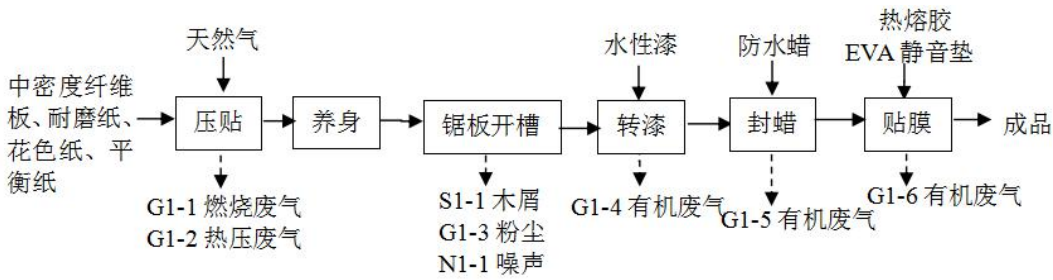 天然气
水性漆
防水蜡
热熔胶
EVA 静音垫
中密度纤维
板、耐磨纸、
花色纸、平
衡纸
压贴
养身
锯板开槽
转漆
封蜡
贴膜
成品
G1-1 燃烧废气
G1-2 热压废气
S1-1 木屑
G1-3 粉尘
N1-1 噪声
G1-4 有机废气
G1-5 有机废气
G1-6 有机废气